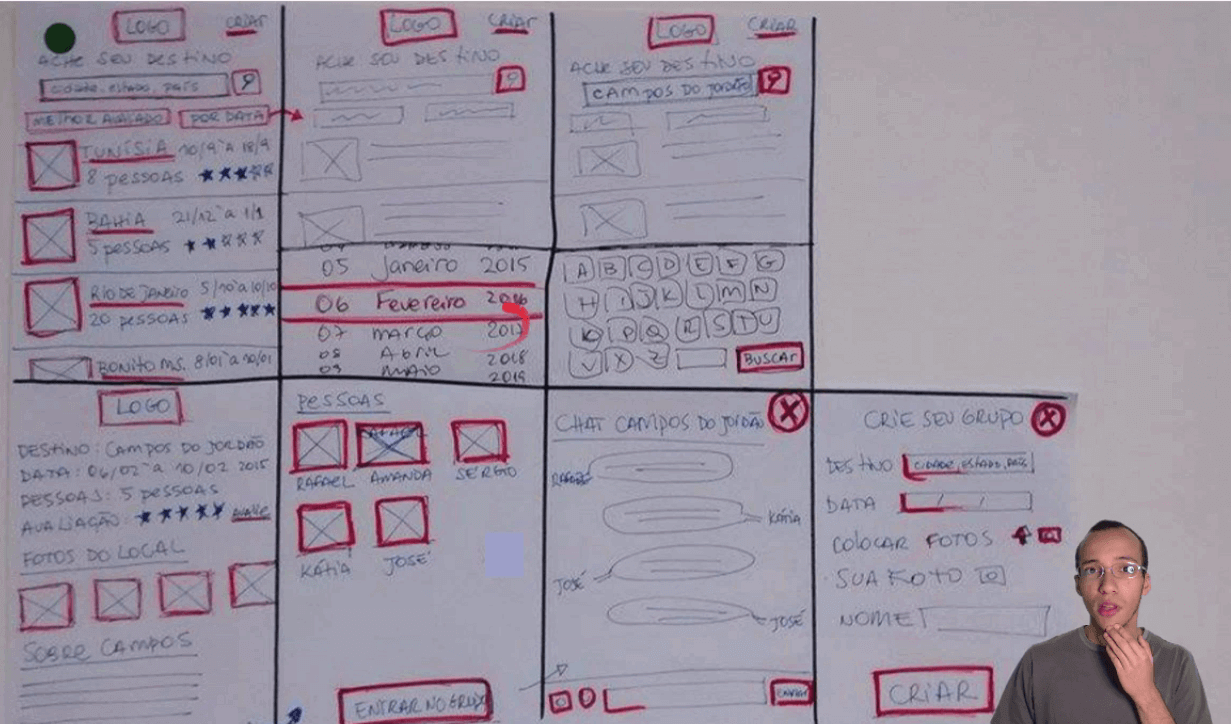 LOGO
CRIAR
ACHE SEU DESTINO
cidade, estado, país
MELHOR AVALIADO
POR DATA
TUNÍSIA 10/9 a 18/9
8 pessoas
BAHIA 21/12 a 1/1
5 pessoas
RIO DE JANEIRO 5/10 a 10/10
20 pessoas
BONITO MS. 8/01 a 20/01
LOGO
CRIAR
ACHE SEU DESTINO
05 Janeiro 2015
06 Fevereiro 2016
07 março 2017
08 Abril 2018
09 maio 2019
LOGO
CRIAR
ACHE SEU DESTINO
CAMPOS DO JORDÃO
A B C D E F G
H I J K L M N
O P Q R S T U
V X Z
BUSCAR
LOGO
DESTINO: CAMPOS DO JORDÃO
DATA: 06/02 a 10/02 2015
PESSOAS: 5 pessoas
AVALIAÇÃO: AVALIE
FOTOS DO LOCAL
SOBRE CAMPOS
PESSOAS
RAFAEL AMANDA SERGIO
KÁTIA JOSÉ
ENTRAR NO GRUPO
CHAT CAMPOS DO JORDÃO X
RAFAEL
KÁTIA
JOSÉ
JOSÉ
ENVIAR
CRIE SEU GRUPO X
DESTINO cidade, estado, país
DATA / /
COLOCAR FOTOS
SUA FOTO
NOME
CRIAR